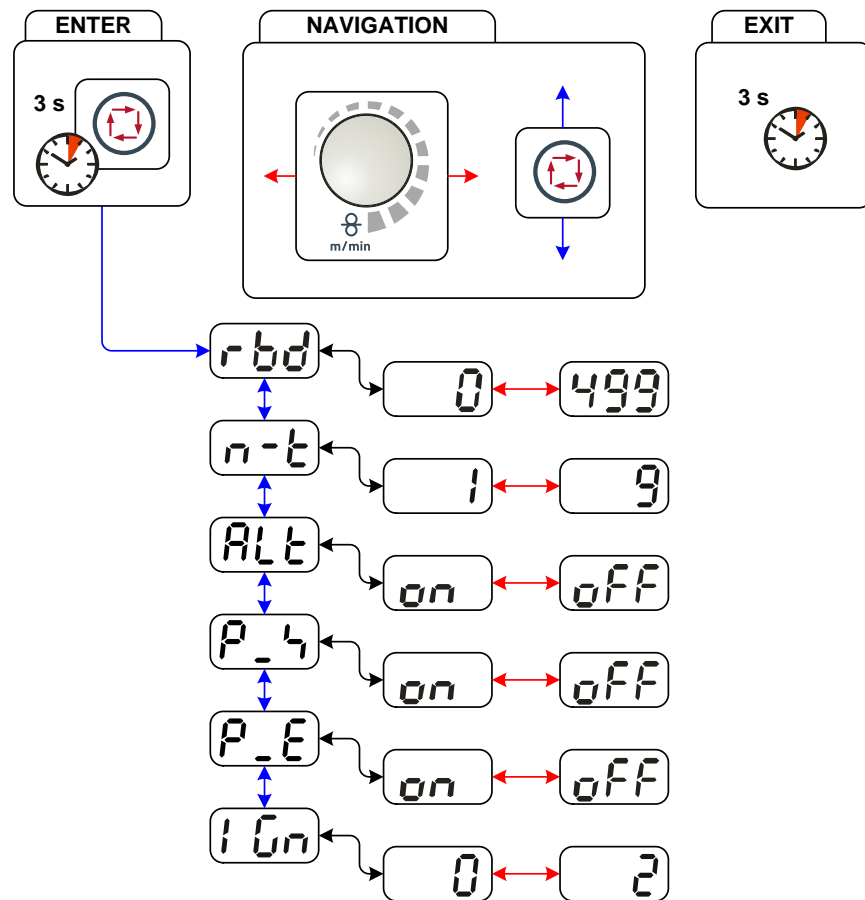 ENTER
NAVIGATION
EXIT
3 s
3 s
m/min
rbd
0
499
n-t
1
9
ALt
on
oFF
P_4
on
oFF
P_E
on
oFF
IGn
0
2